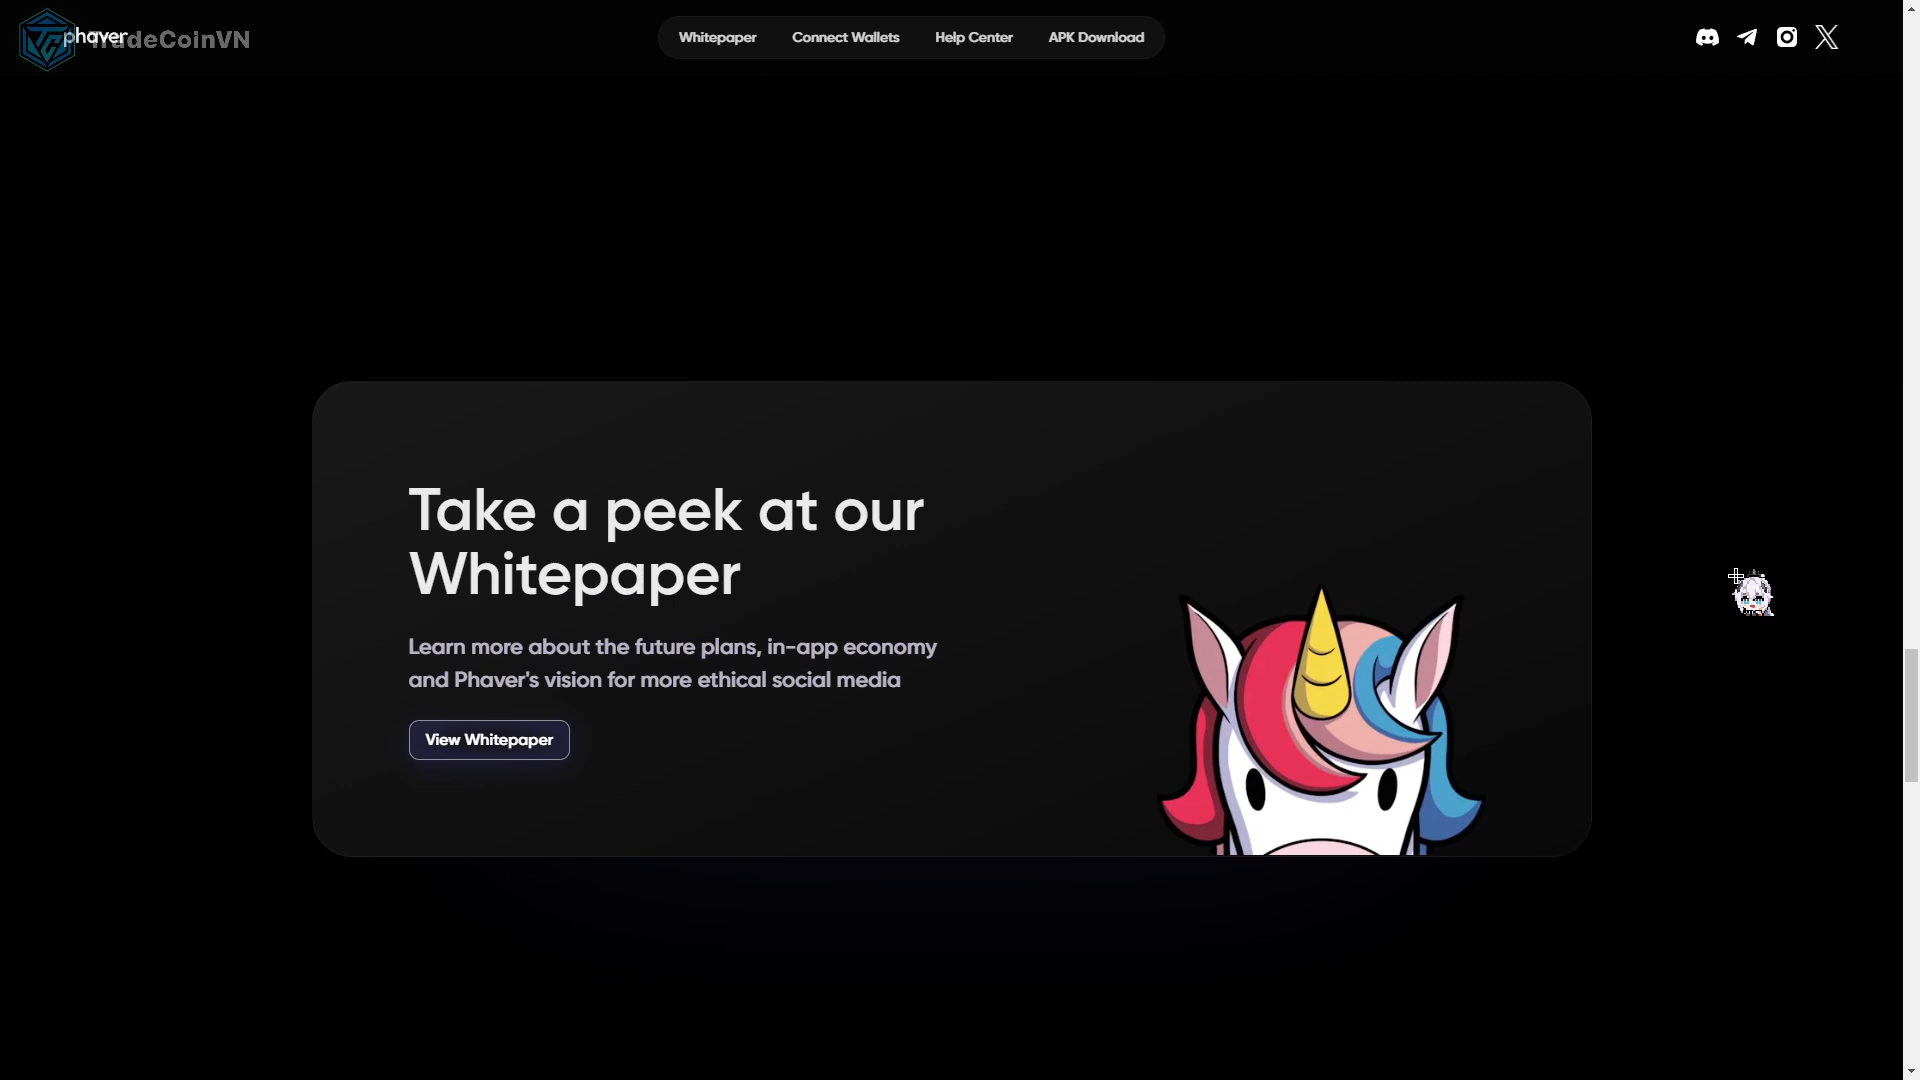 phaver
TradeCoinVN
Whitepaper
Connect Wallets
Help Center
APK Download
Take a peek at our
Whitepaper
Learn more about the future plans, in-app economy
and Phaver's vision for more ethical social media
View Whitepaper